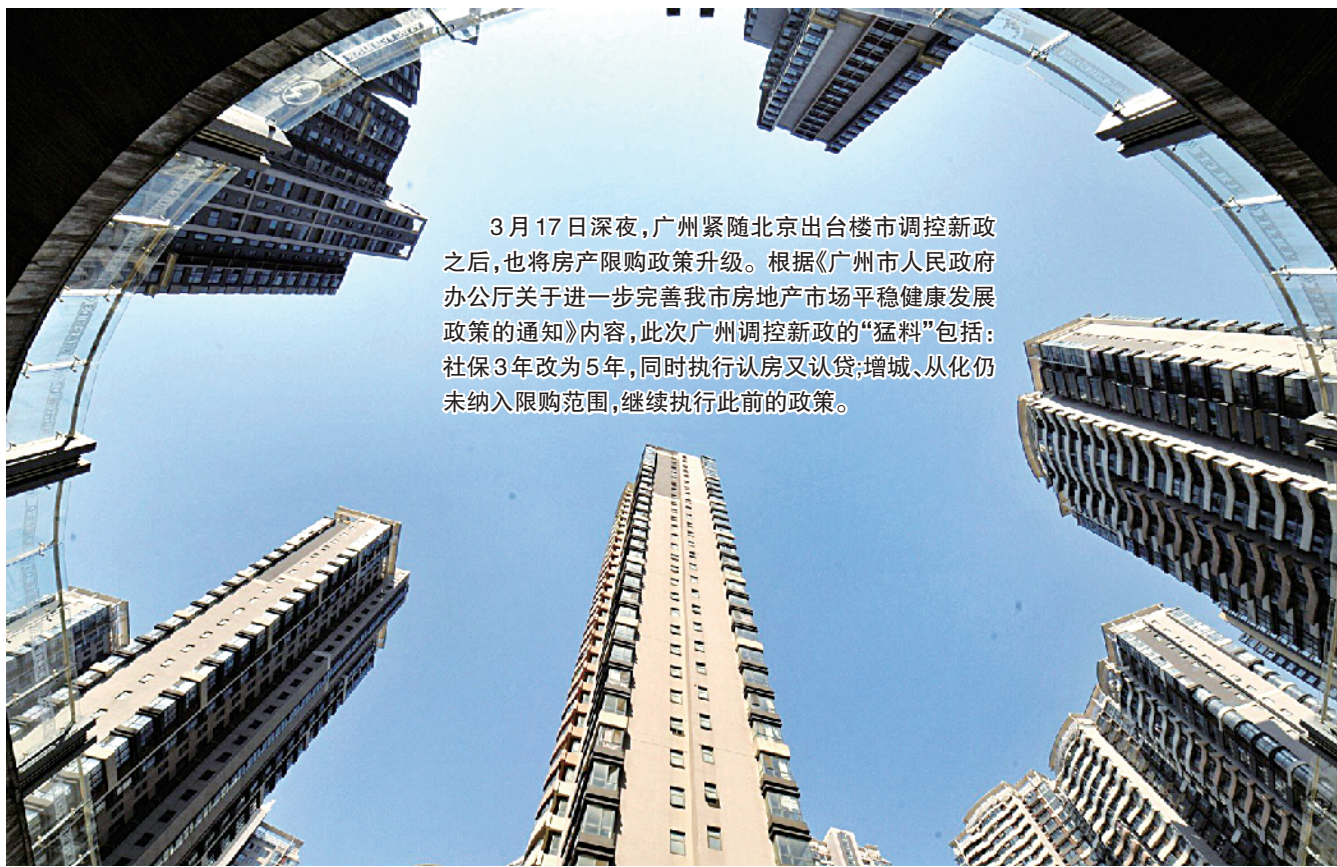 3月17日深夜，广州紧随北京出台楼市调控新政
之后，也将房产限购政策升级。根据《广州市人民政府
办公厅关于进一步完善我市房地产市场平稳健康发展
政策的通知》内容，此次广州调控新政的“猛料”包括：
社保3年改为5年，同时执行认房又认贷;增城、从化仍
未纳入限购范围，继续执行此前的政策。